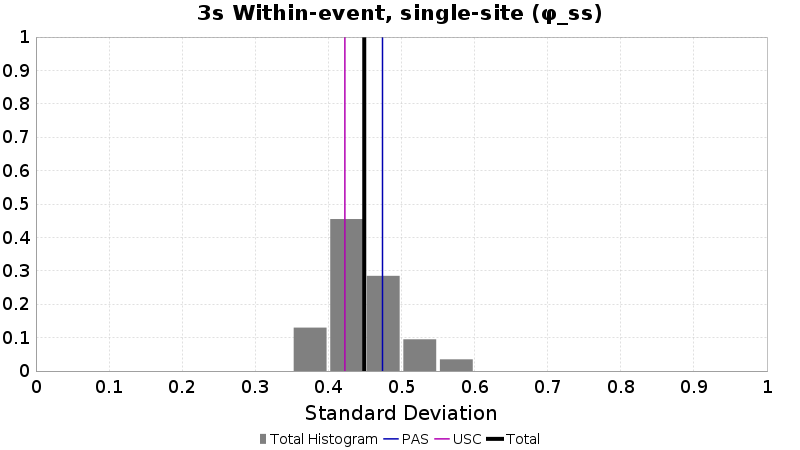 3s Within-event, single-site (φ_ss)
1
0.9
0.8
0.7
0.6
0.5
0.4
0.3
0.2
0.1
0
0 0.1 0.2 0.3 0.4 0.5 0.6 0.7 0.8 0.9 1
Standard Deviation
Total Histogram PAS USC Total